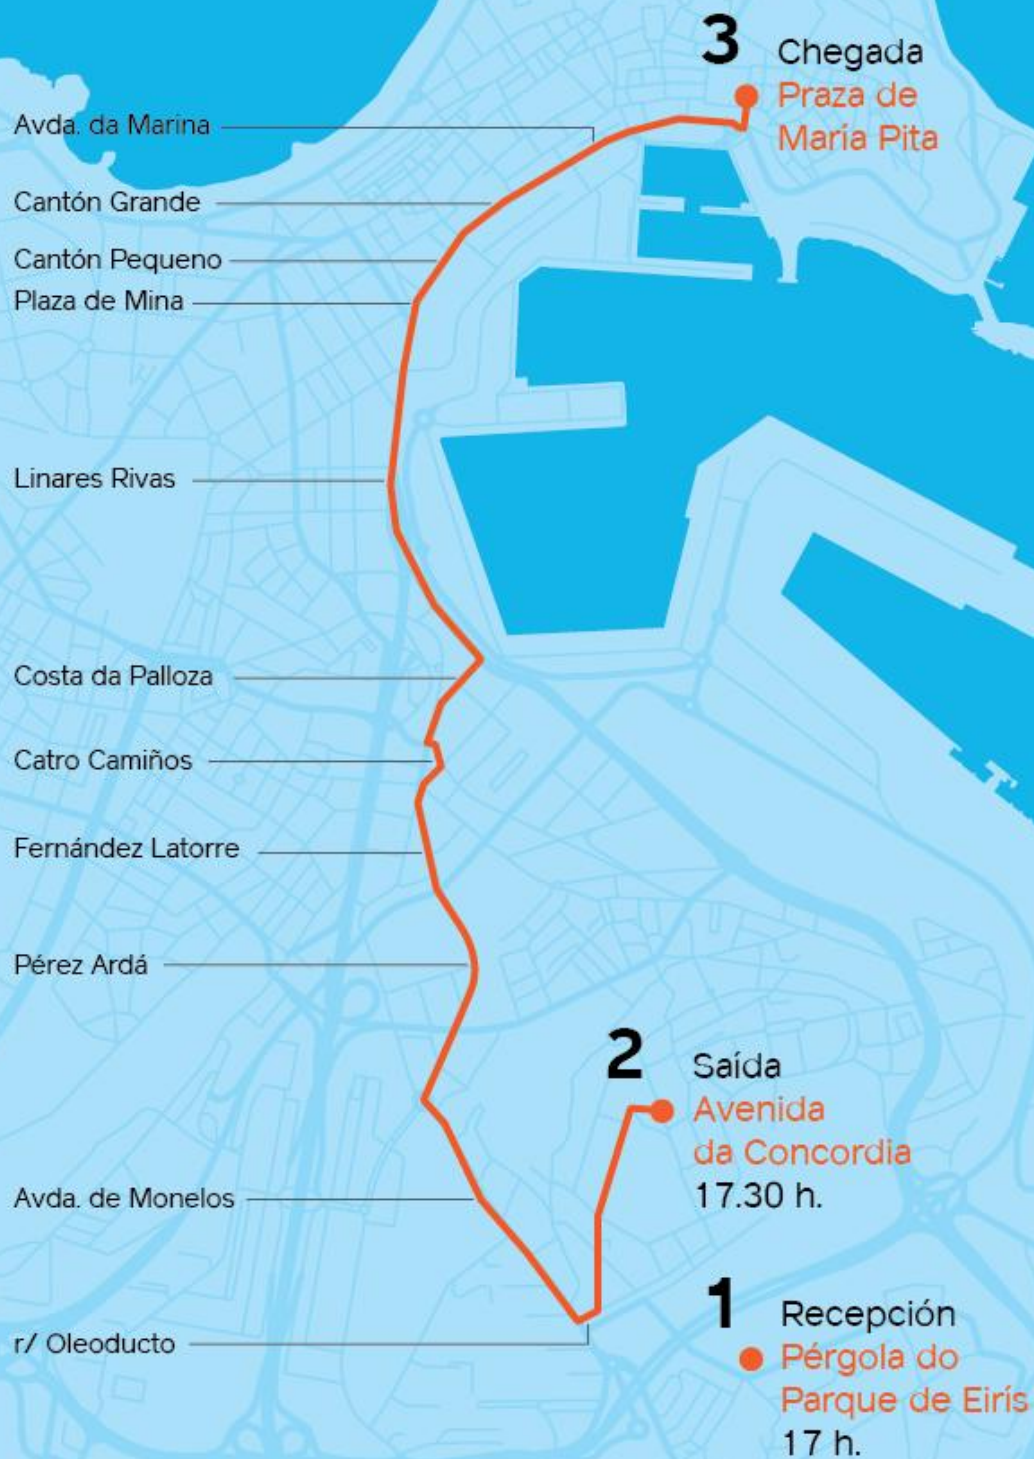 3 Chegada
Praza de
María Pita
Avda. da Marina
Cantón Grande
Cantón Pequeno
Plaza de Mina
Linares Rivas
Costa da Palloza
Catro Camiños
Fernández Latorre
Pérez Ardá
2 Saída
Avenida
da Concordia
17.30 h.
Avda. de Monelos
r/ Oleoducto
1 Recepción
Pérgola do
Parque de Eirís
17 h.